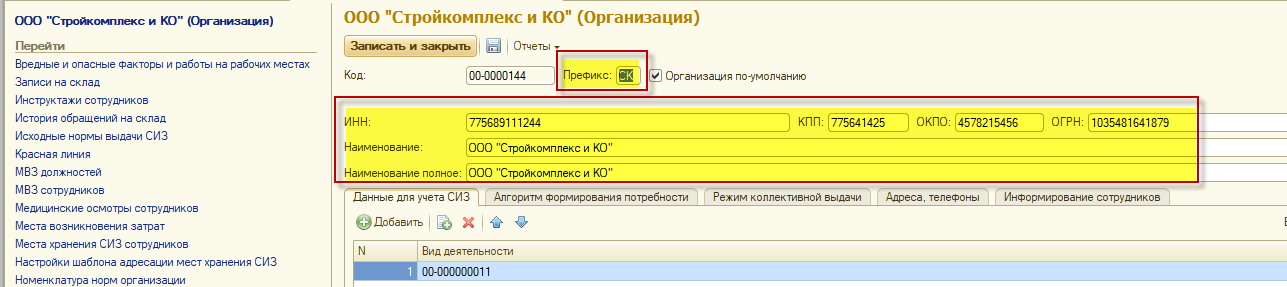 ООО "Стройкомплекс и КО" (Организация)
Перейти
Вредные и опасные факторы и работы на рабочих местах
Записи на склад
Инструктажи сотрудников
История обращений на склад
Исходные нормы выдачи СИЗ
Красная линия
МВЗ должностей
МВЗ сотрудников
Медицинские осмотры сотрудников
Места возникновения затрат
Места хранения СИЗ сотрудников
Настройки шаблона адресации мест хранения СИЗ
Номенклатура норм организации
ООО "Стройкомплекс и КО" (Организация)
Записать и закрыть Отчеты
Код: 00-0000144 Префикс: СК Организация по-умолчанию
ИНН: 775689111244 КПП: 775641425 ОКПО: 4578215456 ОГРН: 1035481641879
Наименование: ООО "Стройкомплекс и КО"
Наименование полное: ООО "Стройкомплекс и КО"
Данные для учета СИЗ Алгоритм формирования потребности Режим коллективной выдачи Адреса, телефоны Информирование сотрудников
Добавить
N Вид деятельности
1 00-000000011